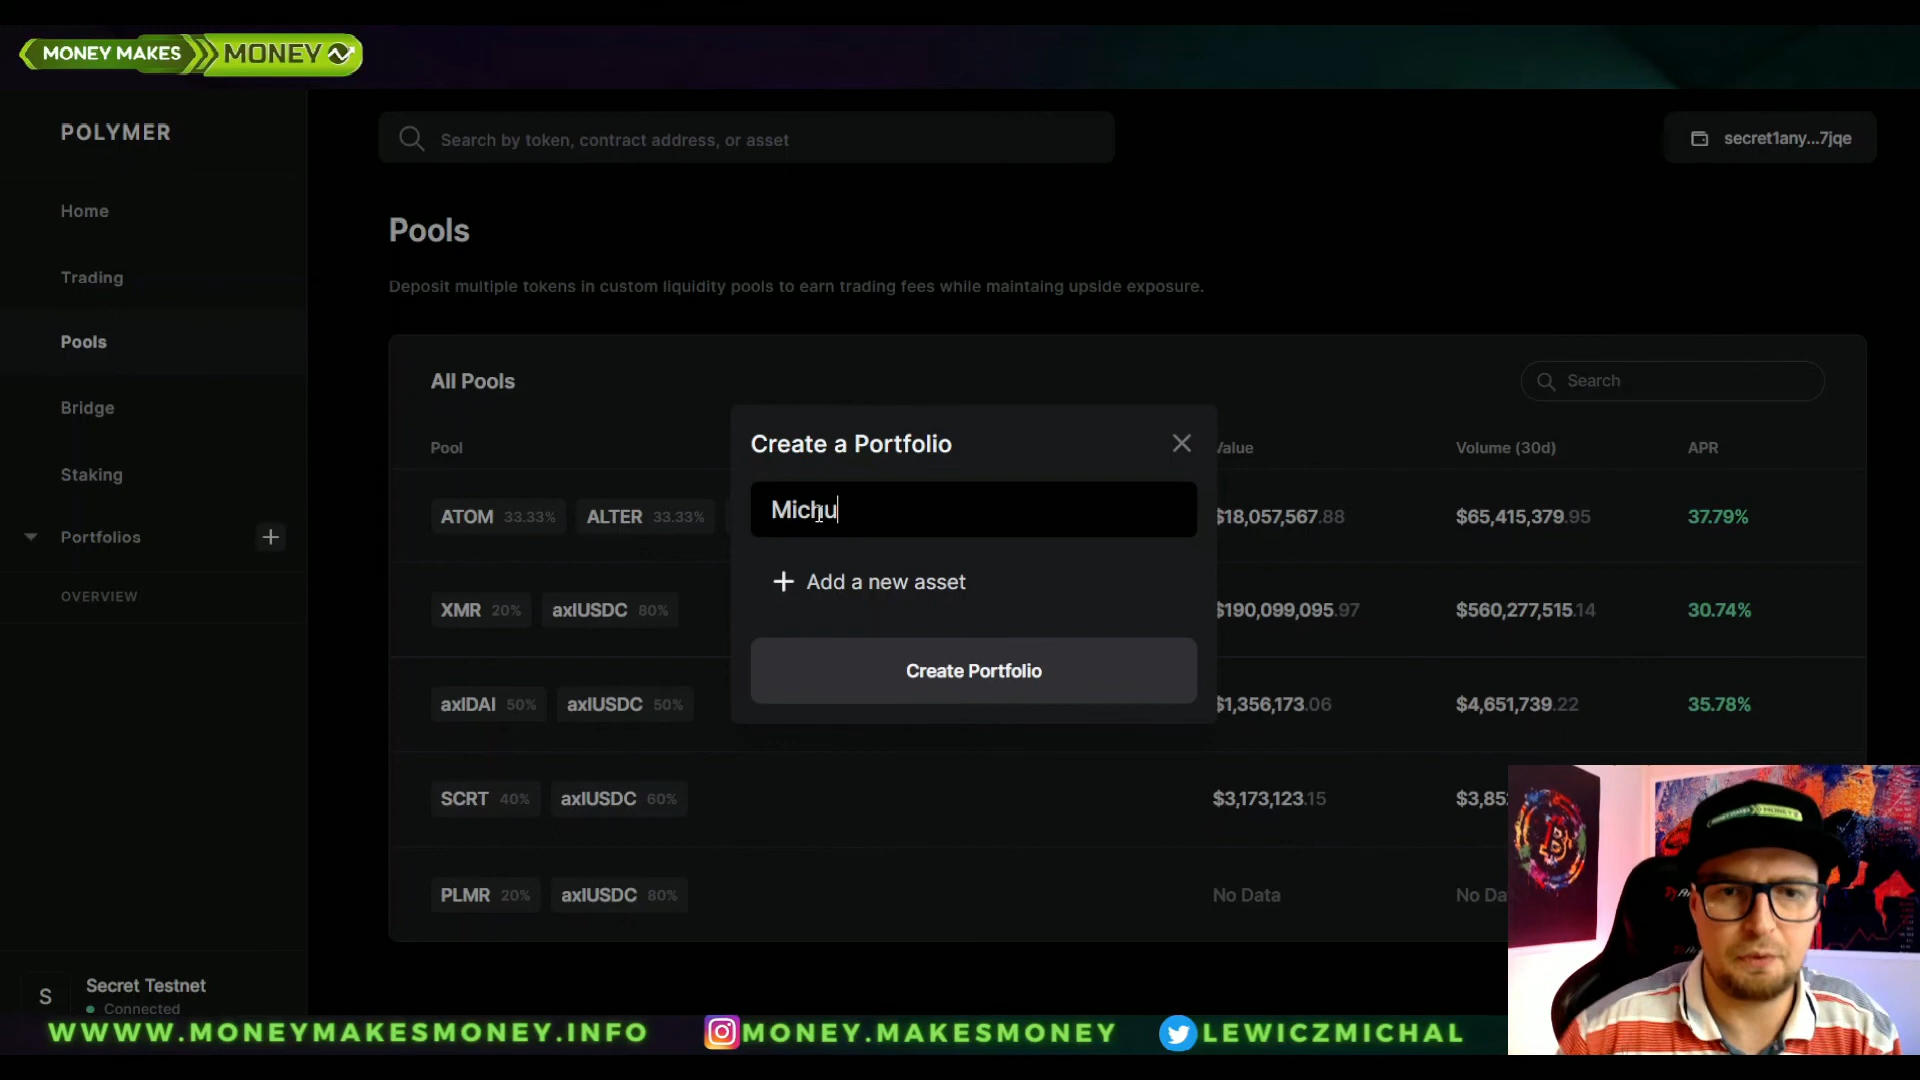 MONEY MAKES MONEY
POLYMER
Search by token, contract address, or asset
secret1any...7jqe
Home
Trading
Pools
Bridge
Staking
Portfolios
OVERVIEW
Pools
Deposit multiple tokens in custom liquidity pools to earn trading fees while maintaing upside exposure.
All Pools
Search
Pool
Value
Volume (30d)
APR
ATOM 33.33% ALTER 33.33%
$18,057,567.88
$65,415,379.95
37.79%
XMR 20% axlUSDC 80%
$190,099,095.97
$560,277,515.14
30.74%
axlDAI 50% axlUSDC 50%
$1,356,173.06
$4,651,739.22
35.78%
SCRT 40% axlUSDC 60%
$3,173,123.15
$3,85
PLMR 20% axlUSDC 80%
No Data
No Da
Create a Portfolio
Michu
Add a new asset
Create Portfolio
S
Secret Testnet
Connected
WWWW.MONEYMAKESMONEY.INFO
MONEY.MAKESMONEY
LEWICZMICHAL